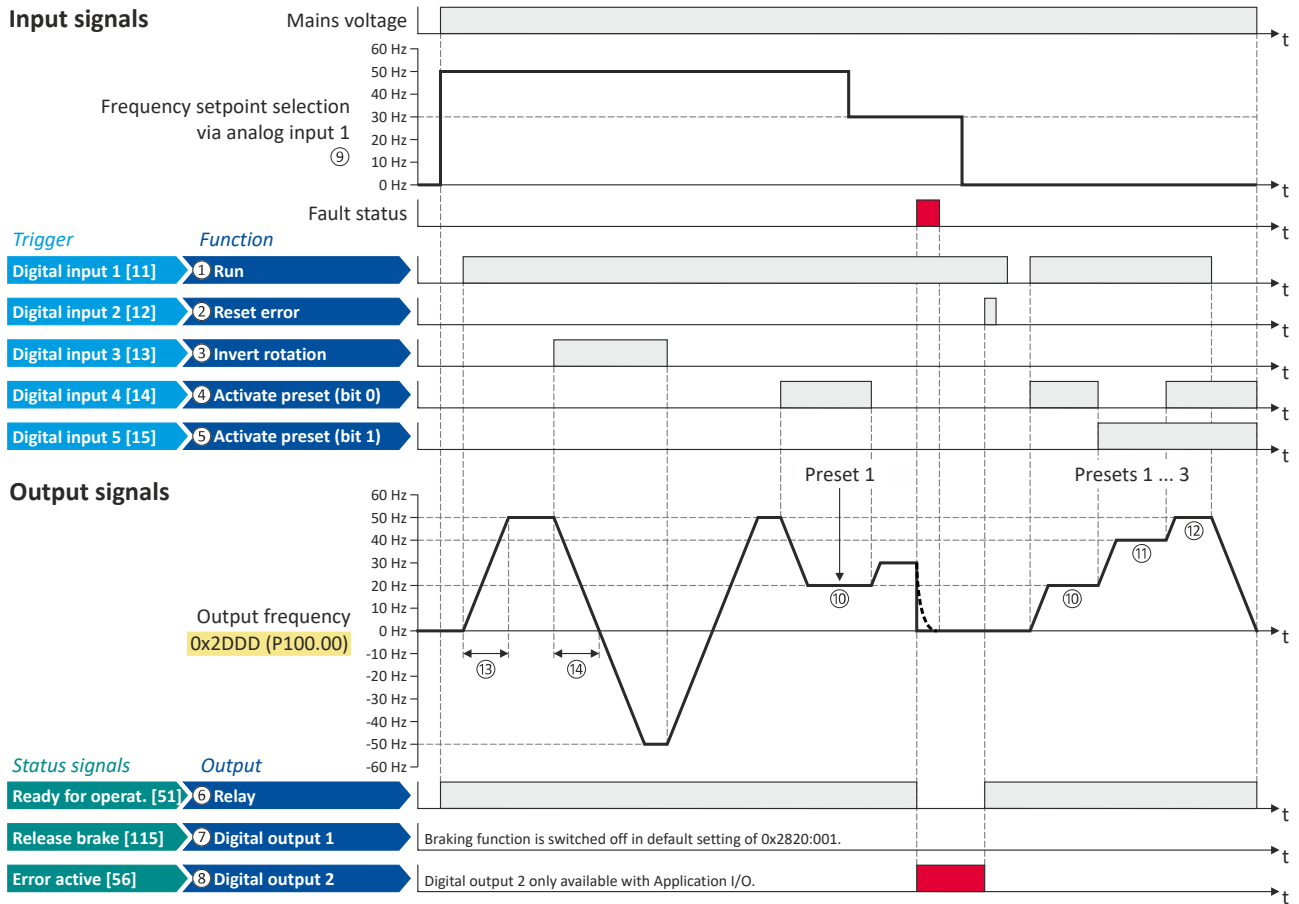 Input signals
Mains voltage
t
60 Hz
50 Hz
40 Hz
30 Hz
20 Hz
10 Hz
0 Hz
Frequency setpoint selection
via analog input 1
⑨
t
Fault status
t
Trigger Function
Digital input 1 [11] ① Run
t
Digital input 2 [12] ② Reset error
t
Digital input 3 [13] ③ Invert rotation
t
Digital input 4 [14] ④ Activate preset (bit 0)
t
Digital input 5 [15] ⑤ Activate preset (bit 1)
t
Output signals
Preset 1
Presets 1 ... 3
60 Hz
50 Hz
40 Hz
30 Hz
20 Hz
10 Hz
0 Hz
-10 Hz
-20 Hz
-30 Hz
-40 Hz
-50 Hz
-60 Hz
Output frequency
0x2DDD (P100.00)
⑫
⑪
⑩
⑩
t
⑬
⑭
Status signals Output
Ready for operat. [51] ⑥ Relay
t
Release brake [115] ⑦ Digital output 1
Braking function is switched off in default setting of 0x2820:001.
t
Error active [56] ⑧ Digital output 2
Digital output 2 only available with Application I/O.
t